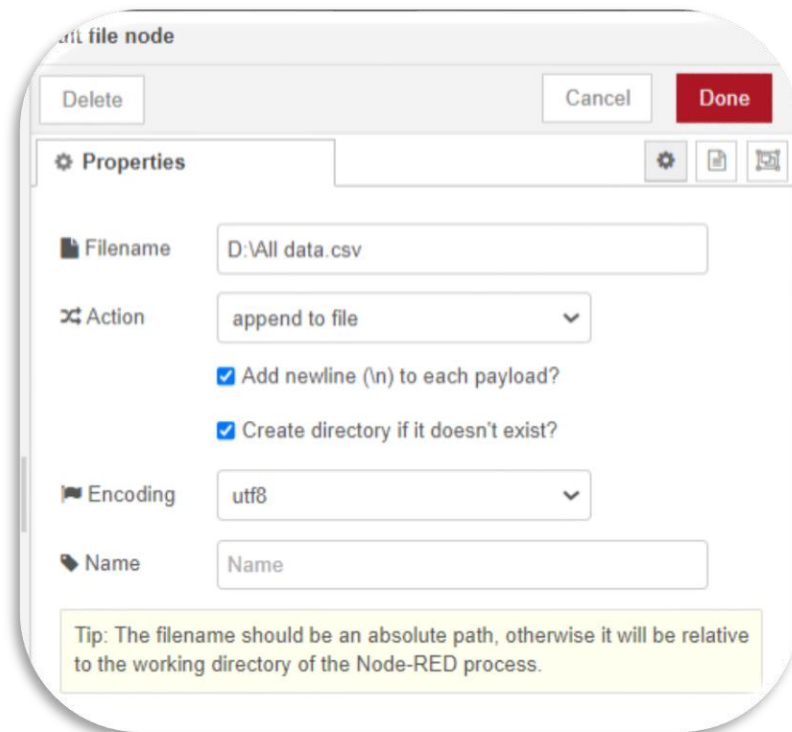 file node
Delete
Cancel
Done
Properties
Filename
D:\All data.csv
Action
append to file
Add newline (\n) to each payload?
Create directory if it doesn't exist?
Encoding
utf8
Name
Name
Tip: The filename should be an absolute path, otherwise it will be relative
to the working directory of the Node-RED process.